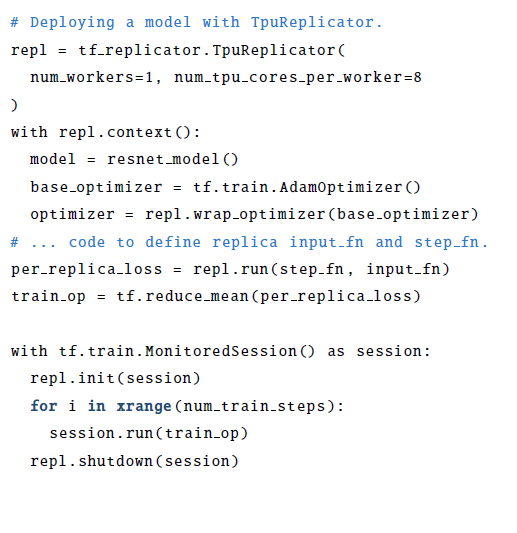 # Deploying a model with TpuReplicator.
repl = tf_replicator.TpuReplicator(
  num_workers=1, num_tpu_cores_per_worker=8
)
with repl.context():
  model = resnet_model()
  base_optimizer = tf.train.AdamOptimizer()
  optimizer = repl.wrap_optimizer(base_optimizer)
# ... code to define replica input_fn and step_fn.
per_replica_loss = repl.run(step_fn, input_fn)
train_op = tf.reduce_mean(per_replica_loss)

with tf.train.MonitoredSession() as session:
  repl.init(session)
  for i in xrange(num_train_steps):
    session.run(train_op)
  repl.shutdown(session)